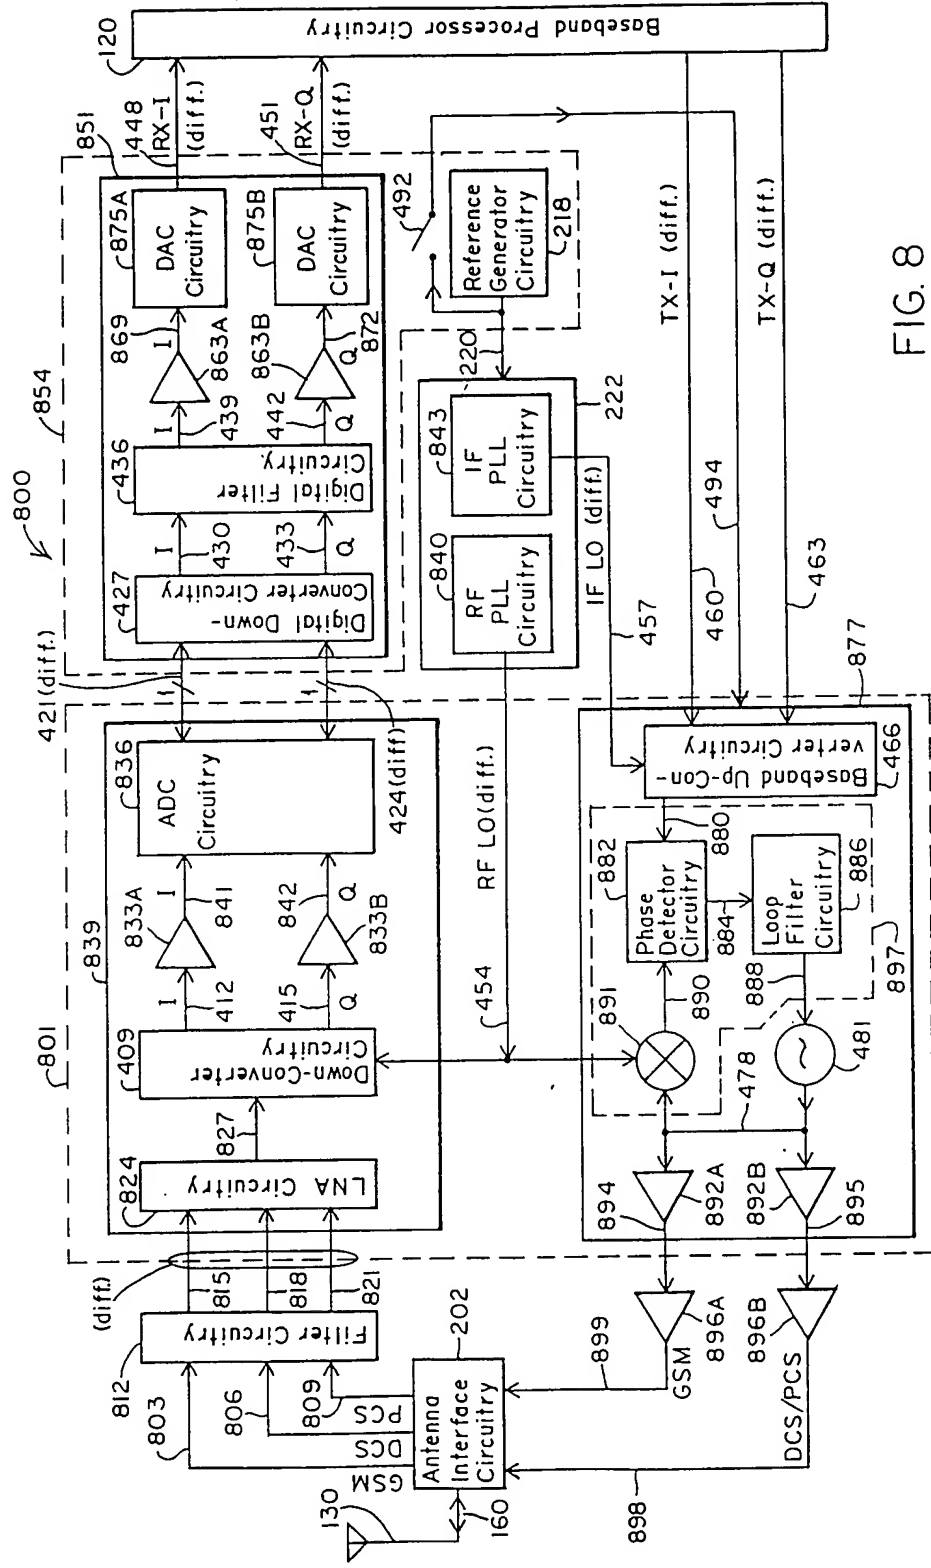 800
801
839
409
Down-Converter
Circuitry
412
I
833A
I
841
836
ADC
Circuitry
415
Q
833B
842
Q
824
LNA Circuitry
827
421(diff.)
424(diff)
854
851
427
Digital Down-
Converter Circuitry
I
430
433
Q
436
Digital Filter
Circuitry.
I
439
442
Q
863A
863B
I
869
872
Q
875A
DAC
Circuitry
875B
DAC
Circuitry
448
RX-I
(diff.)
451
RX-Q
(diff.)
120
Baseband Processor Circuitry
812
Filter Circuitry
(diff.)
815
818
821
803
806
809
GSM
DCS
PCS
130
160
202
Antenna
Interface
Circuitry
454
RF LO(diff.)
840
RF
PLL
Circuitry
843
IF
PLL
Circuitry
222
220
492
Reference
Generator
Circuitry
218
IF LO (diff.)
457
TX-I (diff.)
460
494
TX-Q (diff.)
463
877
Baseband Up-Con-
verter Circuitry
466
880
882
Phase
Detector
Circuitry
884
Loop
Filter
Circuitry
886
888
890
891
897
481
478
892A
892B
894
895
896A
896B
899
GSM
DCS/PCS
898
FIG. 8